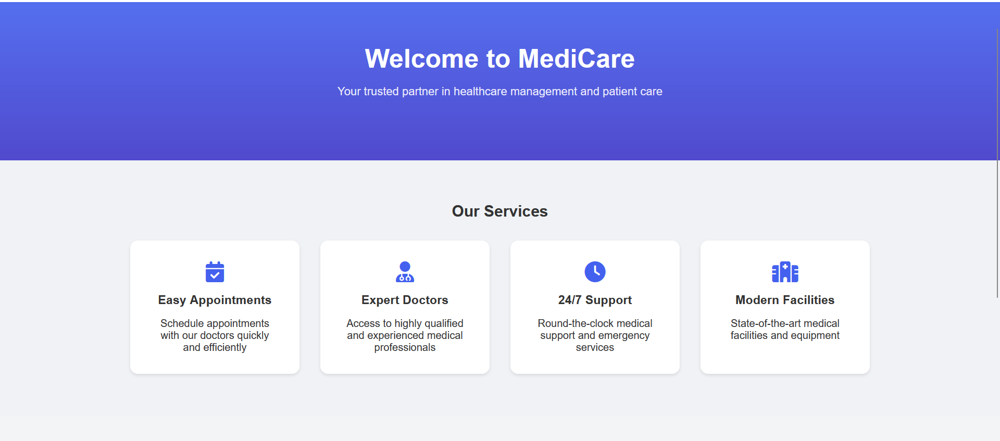 Welcome to MediCare
Your trusted partner in healthcare management and patient care
Our Services
Easy Appointments
Schedule appointments
with our doctors quickly
and efficiently
Expert Doctors
Access to highly qualified
and experienced medical
professionals
24/7 Support
Round-the-clock medical
support and emergency
services
Modern Facilities
State-of-the-art medical
facilities and equipment